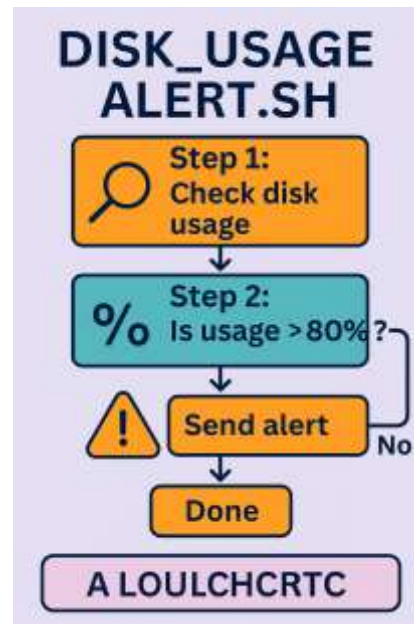 DISK_USAGE
ALERT.SH
Step 1:
Check disk
usage
%
Step 2:
Is usage >80%?
!
Send alert
No
Done
A LOULCHCRTC